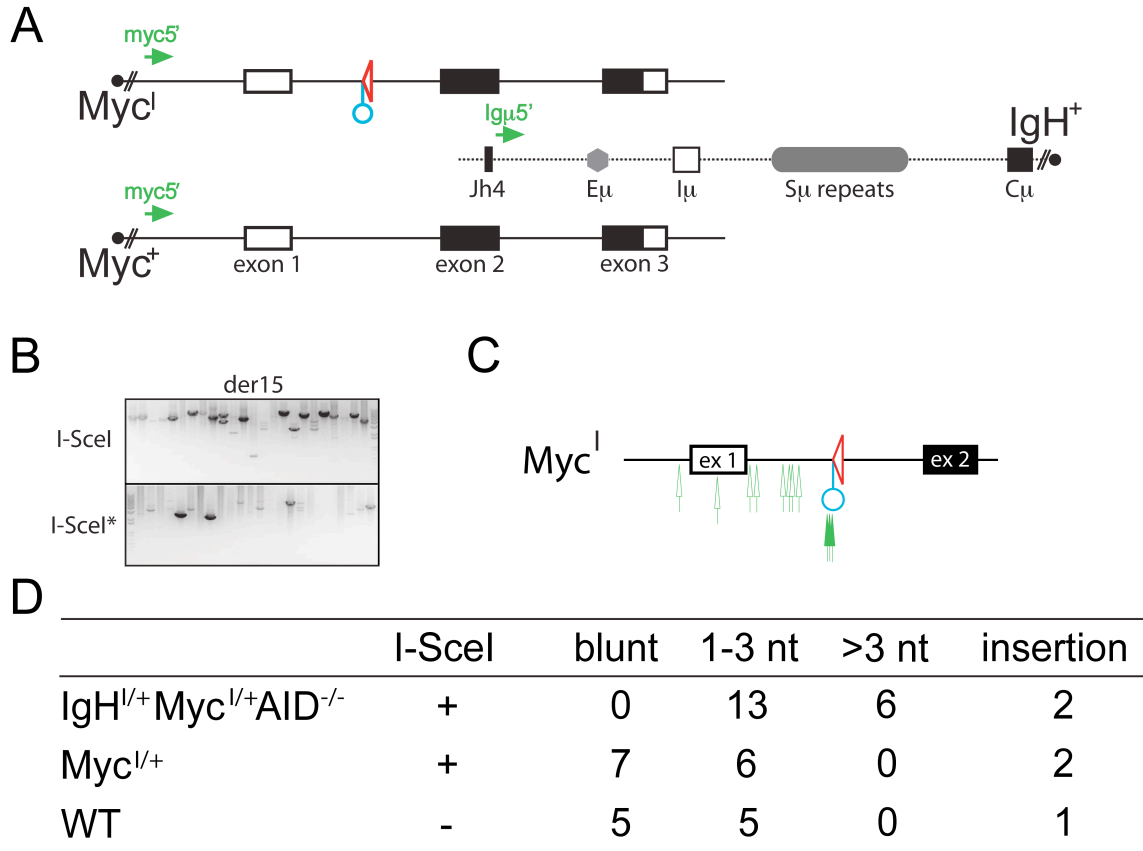 A
myc5'
Myc^I
Igμ5'
IgH^+
Jh4 Eμ Iμ Sμ repeats Cμ
myc5'
Myc^+
exon 1 exon 2 exon 3
B
der15
I-SceI
I-SceI*
C
Myc^I
ex 1 ex 2
D
I-SceI blunt 1-3 nt >3 nt insertion
IgH^I/+ Myc^I/+ AID^-/- + 0 13 6 2
Myc^I/+ + 7 6 0 2
WT - 5 5 0 1